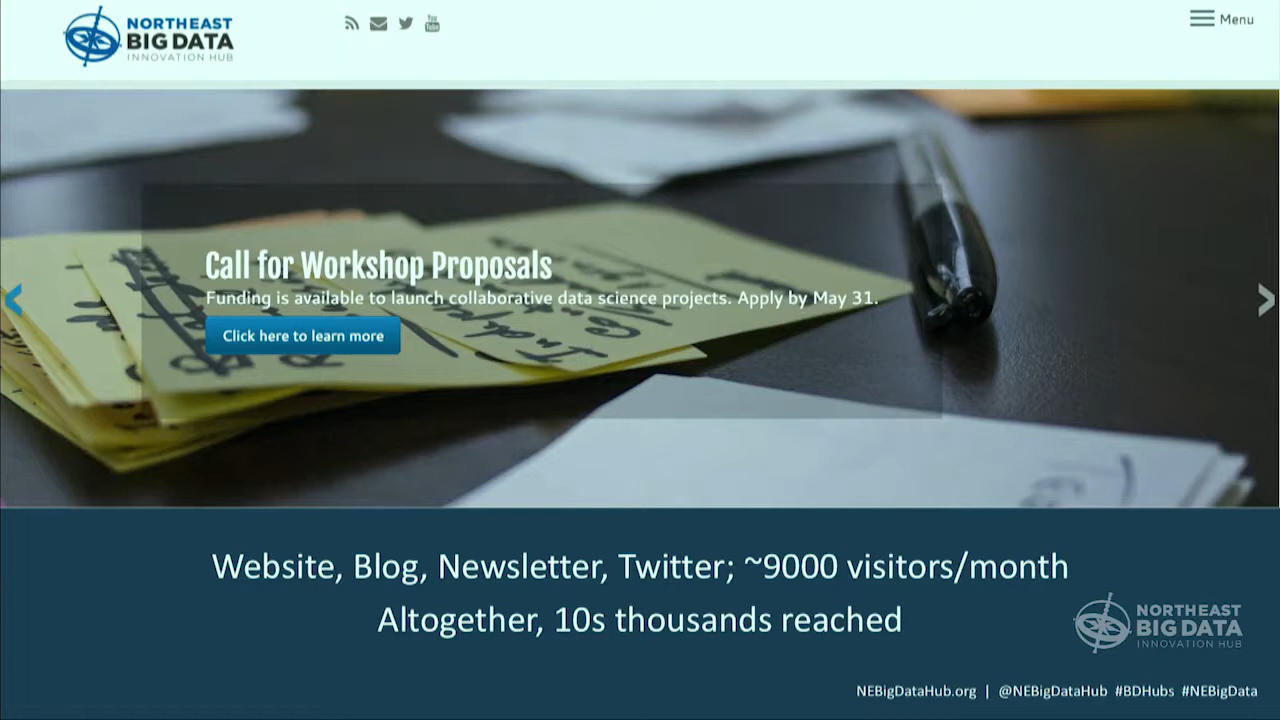 NORTHEAST
BIG DATA
INNOVATION HUB
You
Tube
Menu
Call for Workshop Proposals
Funding is available to launch collaborative data science projects. Apply by May 31.
Click here to learn more
Website, Blog, Newsletter, Twitter; ~9000 visitors/month
Altogether, 10s thousands reached
NORTHEAST
BIG DATA
INNOVATION HUB
NEBigDataHub.org | @NEBigDataHub #BDHubs #NEBigData